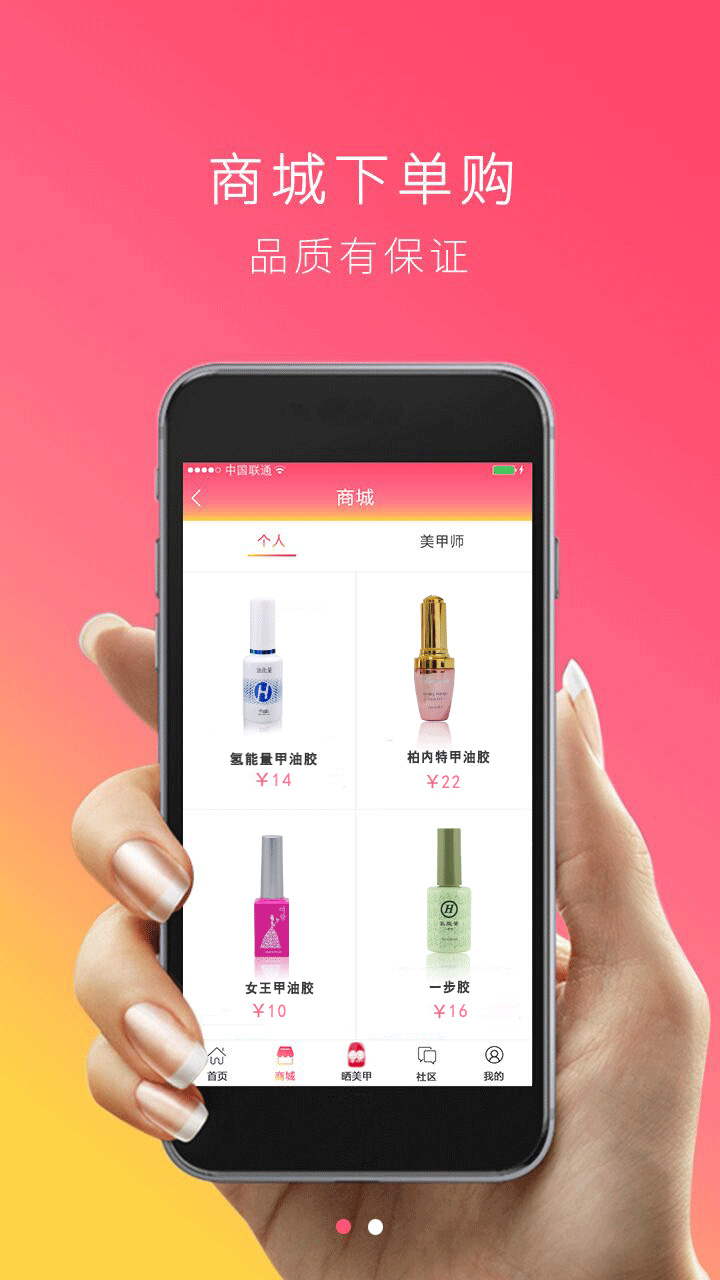 商城下单购
品质有保证
中国联通
商城
个人
美甲师
H
氢能量甲油胶
¥14
柏内特甲油胶
¥22
H
女王甲油胶
¥10
一步胶
¥16
首页
商城
晒美甲
社区
我的